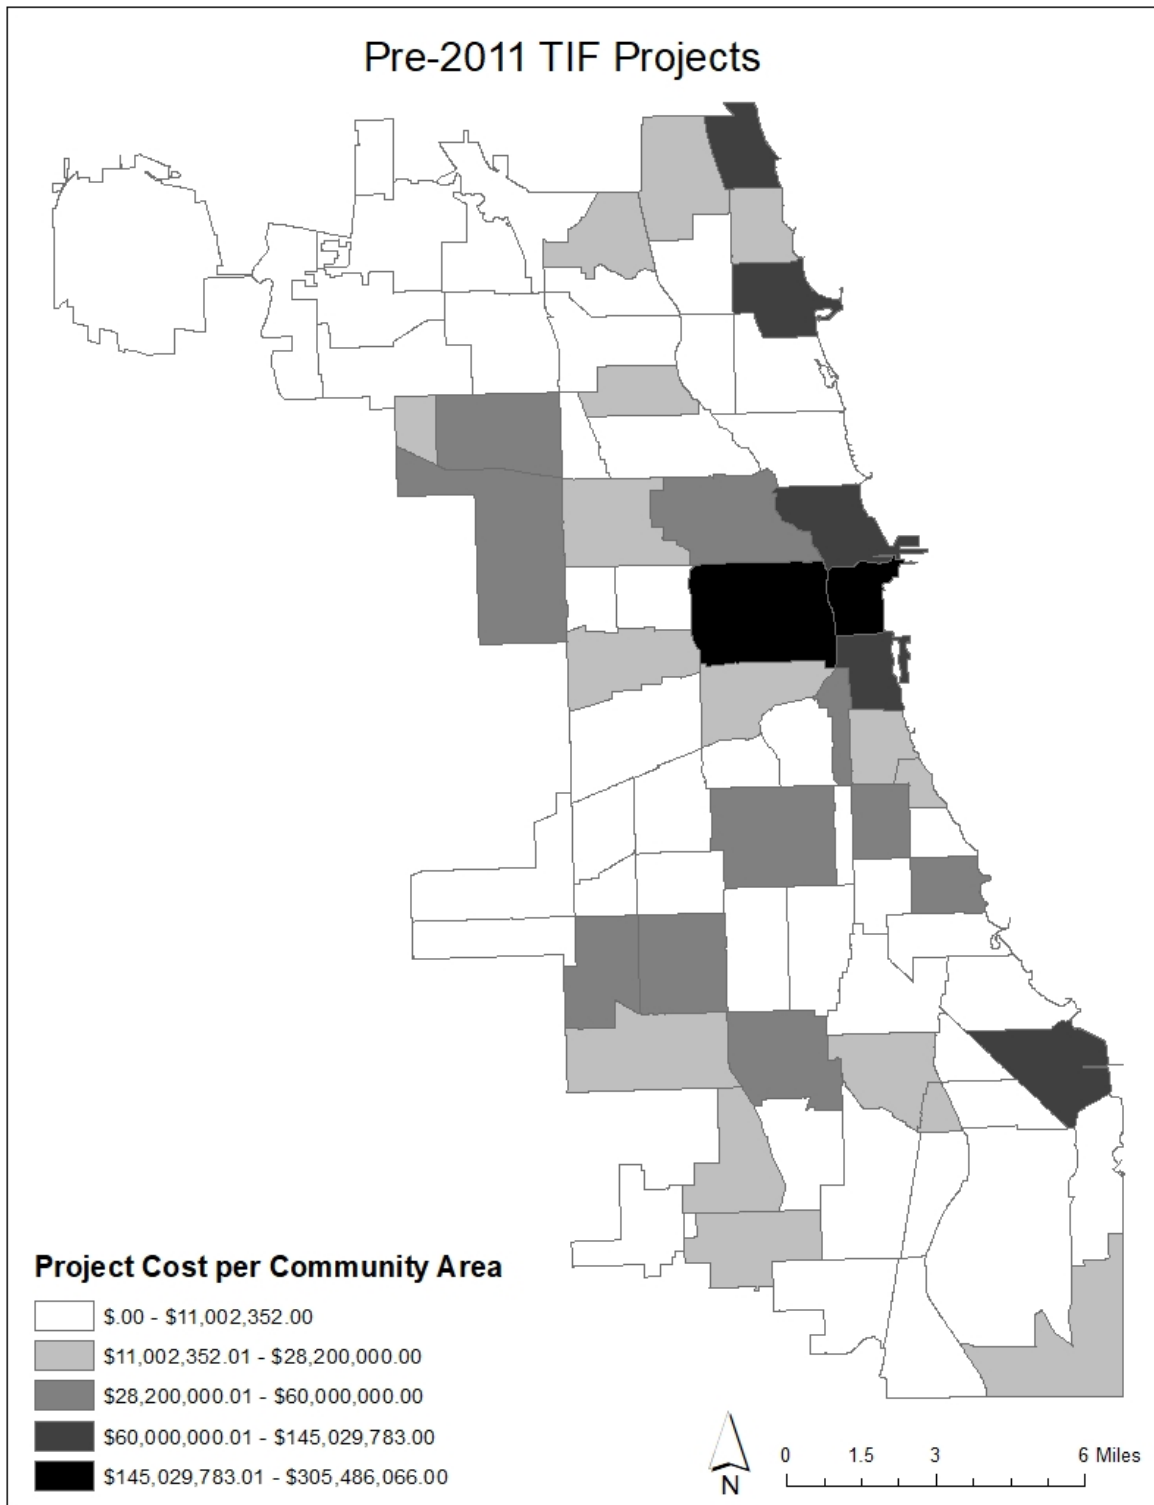 Pre-2011 TIF Projects
Project Cost per Community Area
$.00 - $11,002,352.00
$11,002,352.01 - $28,200,000.00
$28,200,000.01 - $60,000,000.00
$60,000,000.01 - $145,029,783.00
$145,029,783.01 - $305,486,066.00
N
0 1.5 3 6 Miles